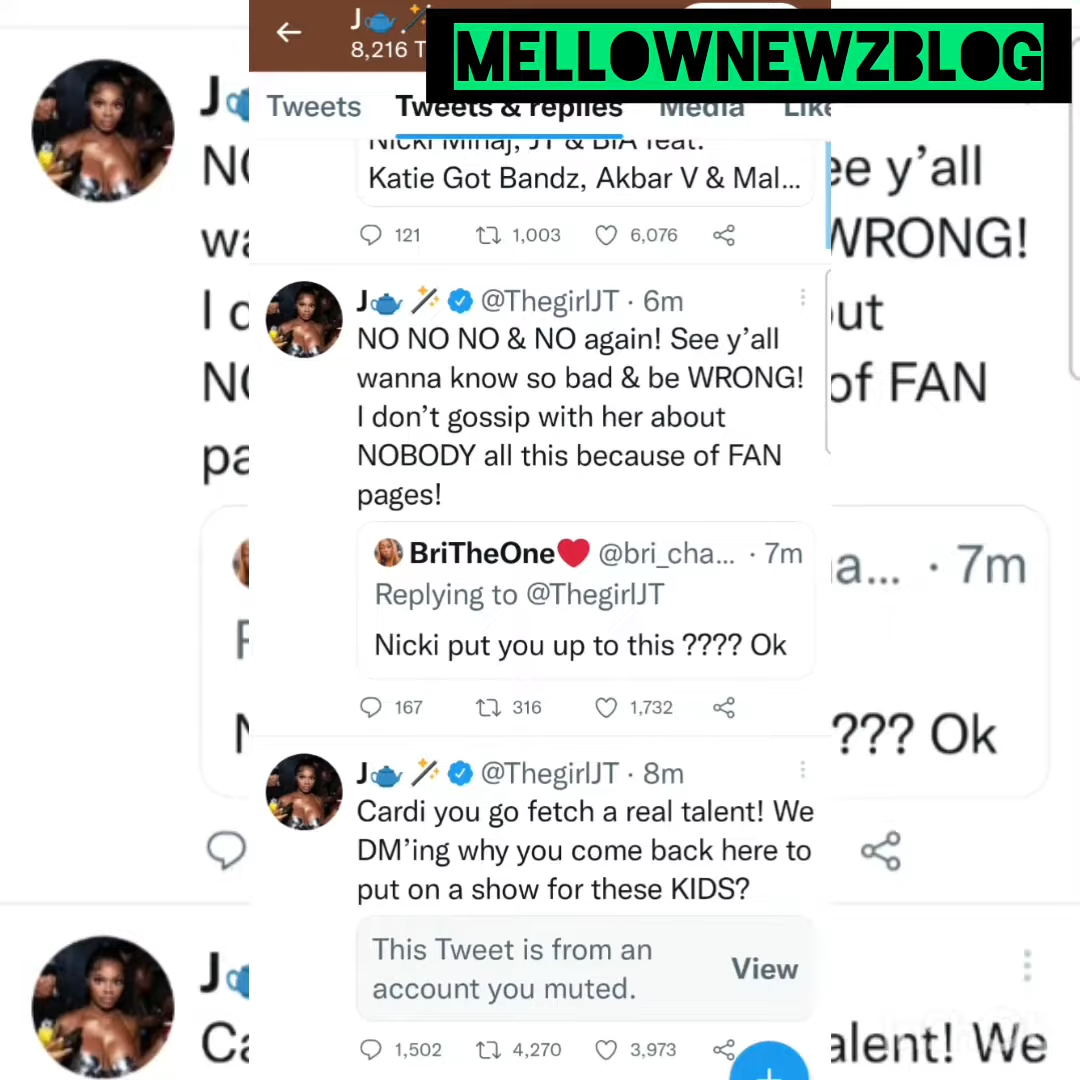 J
8,216 T
MELLOWNEWZBLOG
Tweets Tweets & replies Media Like
Nicki Minaj, JT & BIA feat.
Katie Got Bandz, Akbar V & Mal...
121 1,003 6,076
J @ThegirlJT · 6m
NO NO NO & NO again! See y’all
wanna know so bad & be WRONG!
I don’t gossip with her about
NOBODY all this because of FAN
pages!
BriTheOne @bri_cha... · 7m
Replying to @ThegirlJT
Nicki put you up to this ???? Ok
167 316 1,732
J @ThegirlJT · 8m
Cardi you go fetch a real talent! We
DM’ing why you come back here to
put on a show for these KIDS?
This Tweet is from an
account you muted.
View
1,502 4,270 3,973
J
NO
wa
I d
NO
pa
ee y’all
WRONG!
out
of FAN
a... · 7m
??? Ok
J
Ca
alent! We